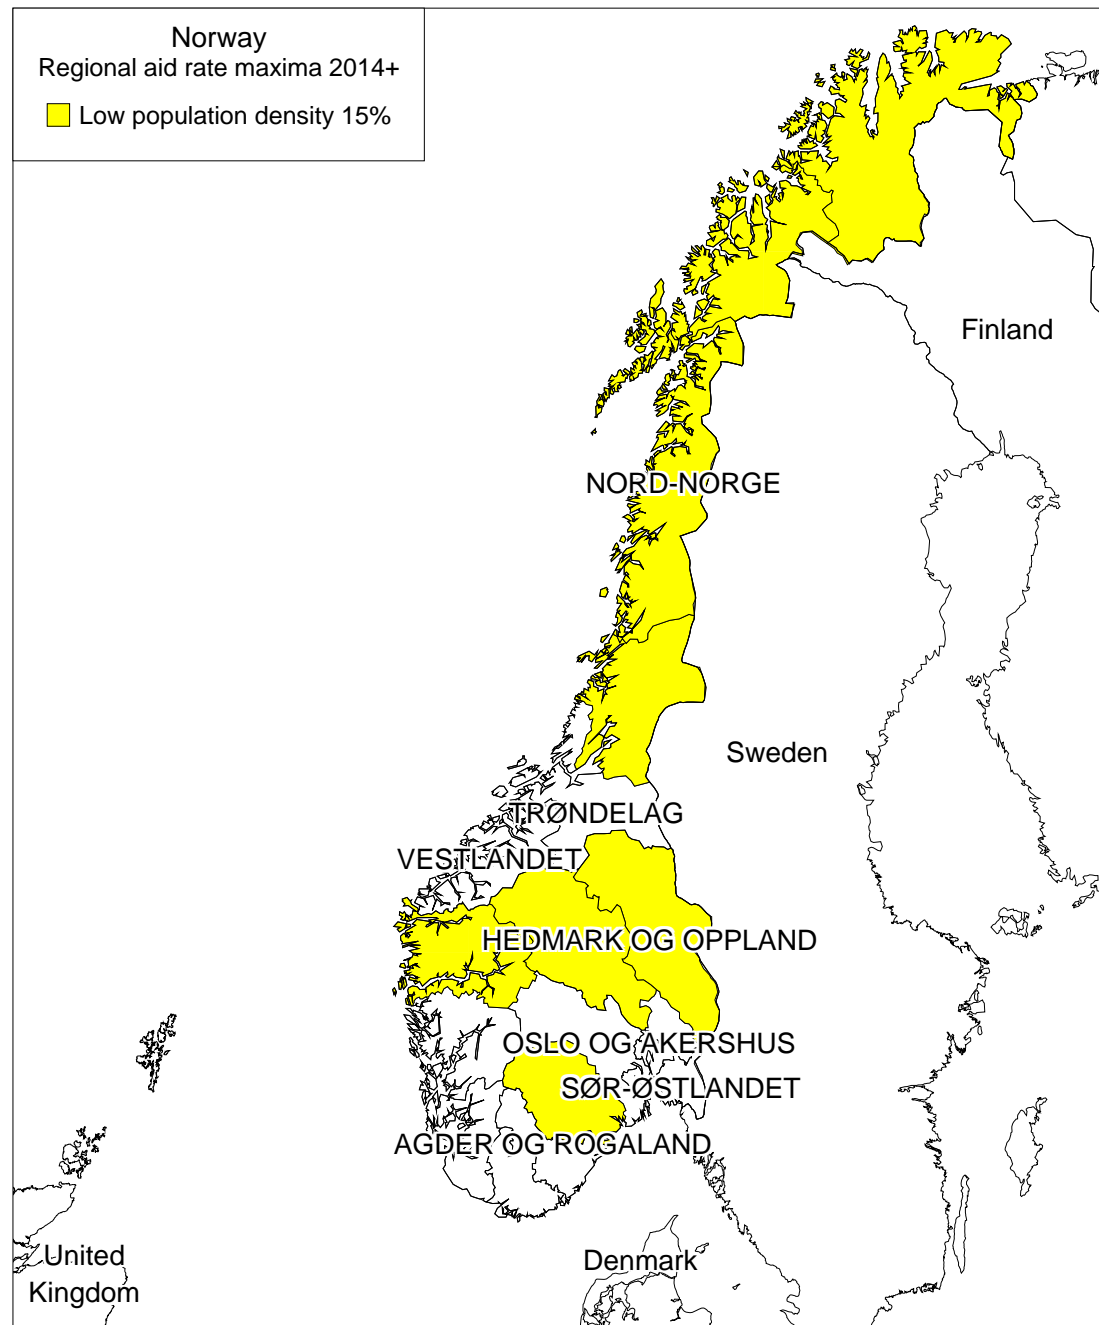 Norway
Regional aid rate maxima 2014+
Low population density 15%
Finland
NORD-NORGE
Sweden
TRØNDELAG
VESTLANDET
HEDMARK OG OPPLAND
OSLO OG AKERSHUS
SØR-ØSTLANDET
AGDER OG ROGALAND
United
Kingdom
Denmark